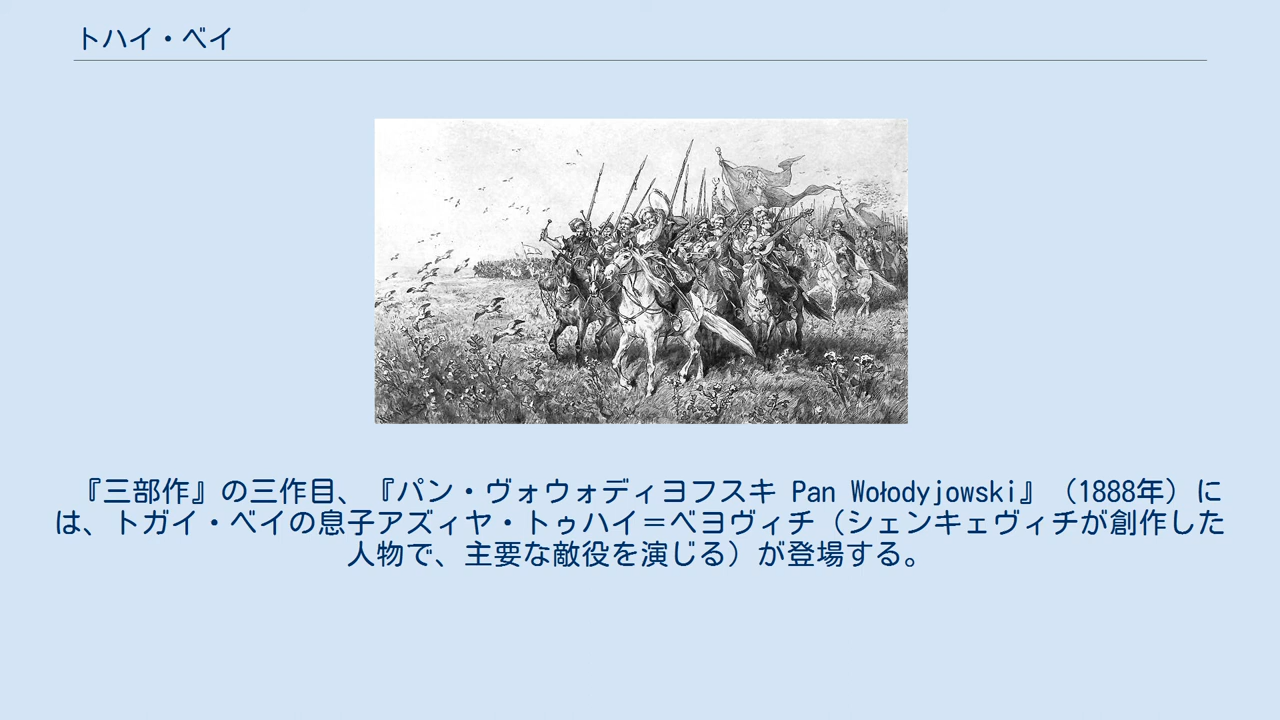 トハイ・ベイ
『三部作』の三作目、『パン・ヴォウォディヨフスキ Pan Wołodyjowski』（1888年）に
は、トガイ・ベイの息子アズィヤ・トゥハイ＝ベヨヴィチ（シェンキェヴィチが創作した
人物で、主要な敵役を演じる）が登場する。